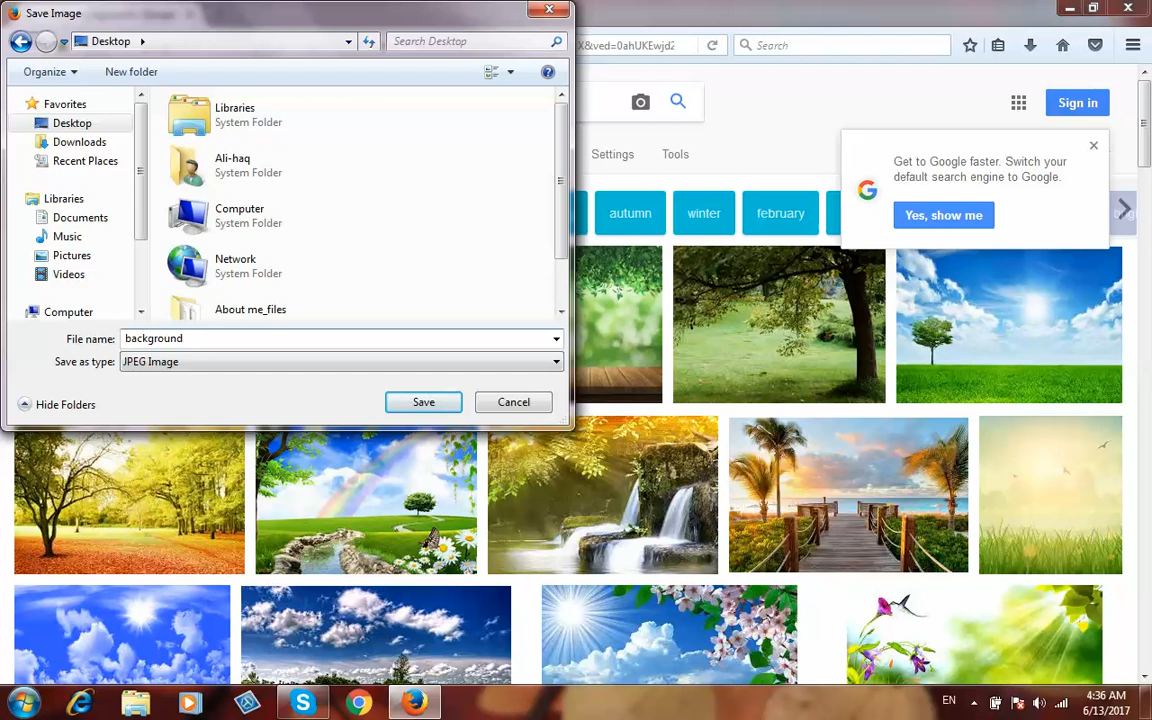 Save Image
Desktop
Search Desktop
X&ved=0ahUKEwjd2
Search
Organize
New folder
Favorites
Desktop
Downloads
Recent Places
Libraries
Documents
Music
Pictures
Videos
Computer
Libraries
System Folder
Ali-haq
System Folder
Computer
System Folder
Network
System Folder
About me_files
File name: background
Save as type: JPEG Image
Hide Folders
Save
Cancel
Sign in
Settings
Tools
Get to Google faster. Switch your
default search engine to Google.
Yes, show me
autumn
winter
february
EN
4:36 AM
6/13/2017